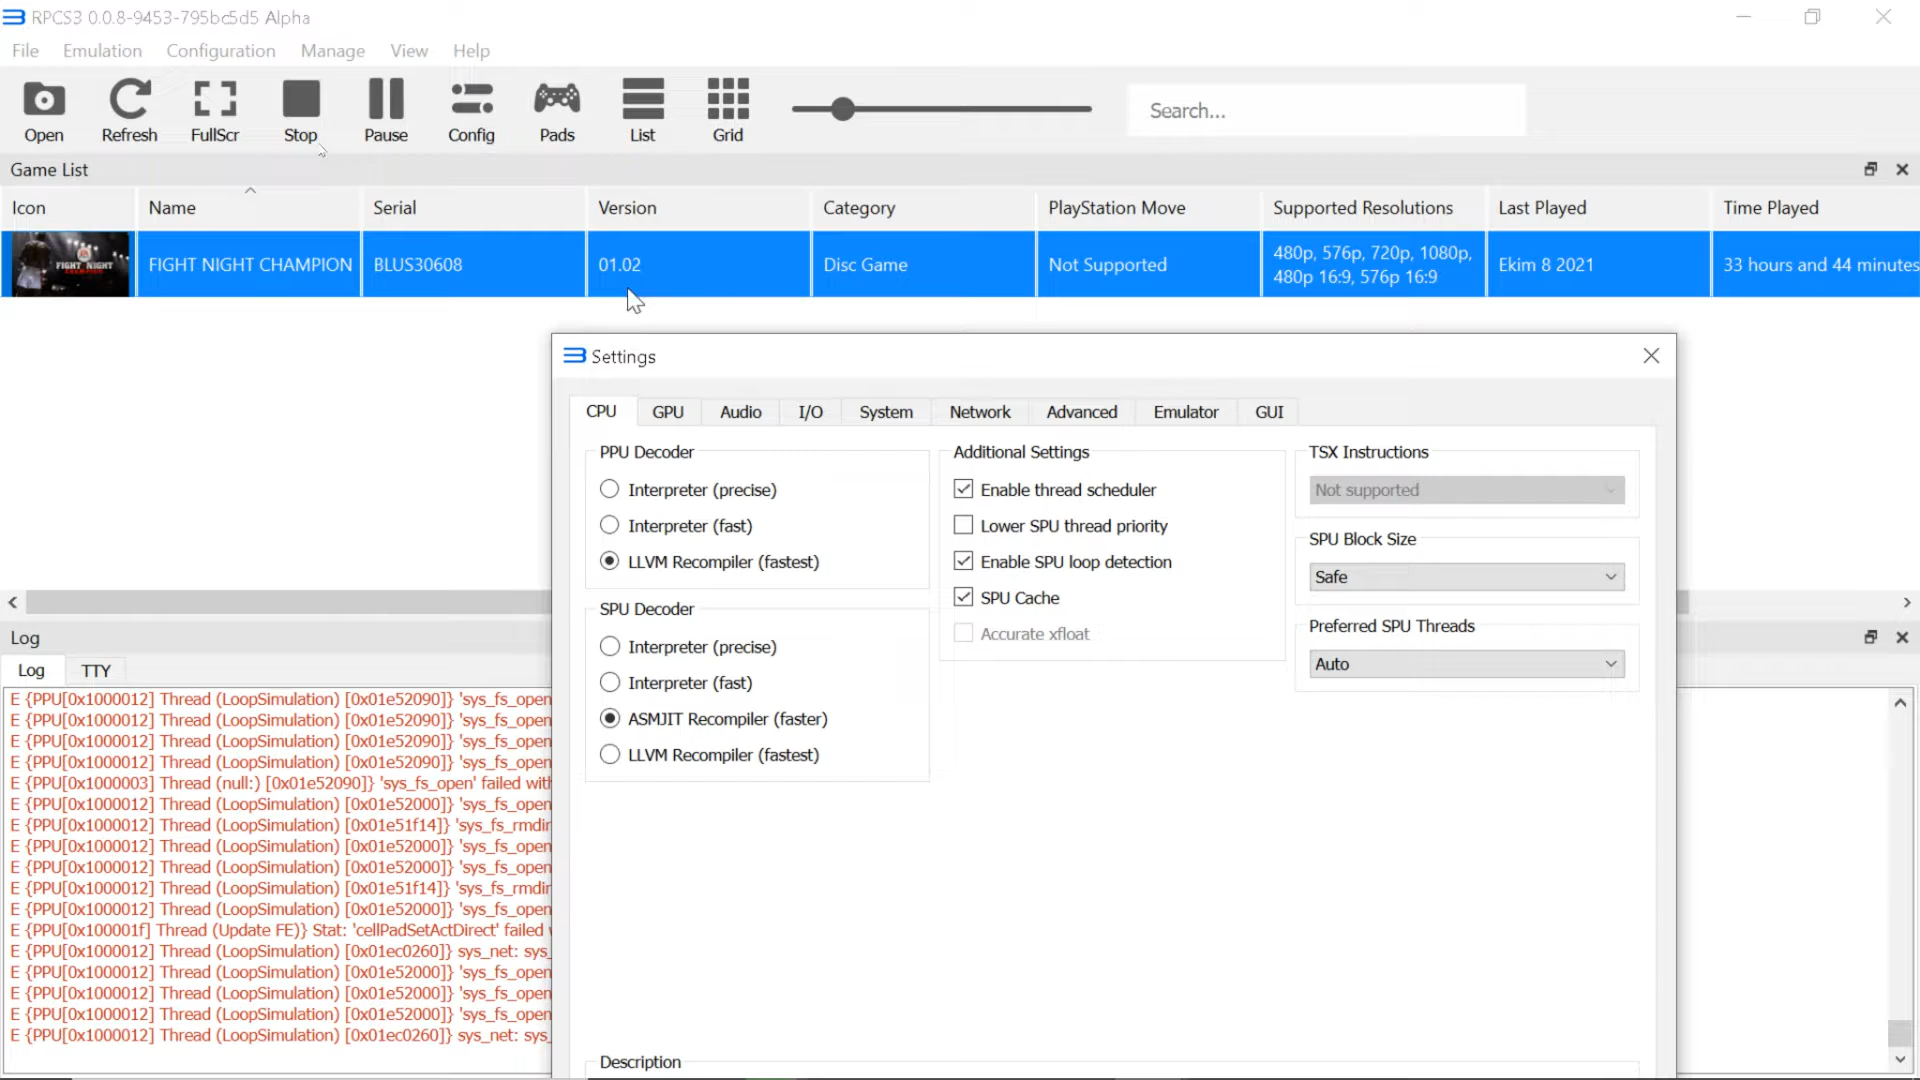 RPCS3 0.0.8-9453-795bc5d5 Alpha
File Emulation Configuration Manage View Help
Open Refresh FullScr Stop Pause Config Pads List Grid Search...
Game List
Icon Name Serial Version Category PlayStation Move Supported Resolutions Last Played Time Played
FIGHT NIGHT CHAMPION
FIGHT NIGHT CHAMPION BLUS30608 01.02 Disc Game Not Supported 480p, 576p, 720p, 1080p, Ekim 8 2021 33 hours and 44 minutes
480p 16:9, 576p 16:9
Settings
CPU GPU Audio I/O System Network Advanced Emulator GUI
PPU Decoder
Interpreter (precise)
Interpreter (fast)
LLVM Recompiler (fastest)
SPU Decoder
Interpreter (precise)
Interpreter (fast)
ASMJIT Recompiler (faster)
LLVM Recompiler (fastest)
Additional Settings
Enable thread scheduler
Lower SPU thread priority
Enable SPU loop detection
SPU Cache
Accurate xfloat
TSX Instructions
Not supported
SPU Block Size
Safe
Preferred SPU Threads
Auto
Description
Log
Log TTY
E {PPU[0x1000012] Thread (LoopSimulation) [0x01e52090]} 'sys_fs_open
E {PPU[0x1000012] Thread (LoopSimulation) [0x01e52090]} 'sys_fs_open
E {PPU[0x1000012] Thread (LoopSimulation) [0x01e52090]} 'sys_fs_open
E {PPU[0x1000012] Thread (LoopSimulation) [0x01e52090]} 'sys_fs_open
E {PPU[0x1000003] Thread (null:) [0x01e52090]} 'sys_fs_open' failed with
E {PPU[0x1000012] Thread (LoopSimulation) [0x01e52000]} 'sys_fs_open
E {PPU[0x1000012] Thread (LoopSimulation) [0x01e51f14]} 'sys_fs_rmdir
E {PPU[0x1000012] Thread (LoopSimulation) [0x01e52000]} 'sys_fs_open
E {PPU[0x1000012] Thread (LoopSimulation) [0x01e52000]} 'sys_fs_open
E {PPU[0x1000012] Thread (LoopSimulation) [0x01e51f14]} 'sys_fs_rmdir
E {PPU[0x1000012] Thread (LoopSimulation) [0x01e52000]} 'sys_fs_open
E {PPU[0x100001f] Thread (Update FE)} Stat: 'cellPadSetActDirect' failed
E {PPU[0x1000012] Thread (LoopSimulation) [0x01ec0260]} sys_net: sys_
E {PPU[0x1000012] Thread (LoopSimulation) [0x01e52000]} 'sys_fs_open
E {PPU[0x1000012] Thread (LoopSimulation) [0x01e52000]} 'sys_fs_open
E {PPU[0x1000012] Thread (LoopSimulation) [0x01e52000]} 'sys_fs_open
E {PPU[0x1000012] Thread (LoopSimulation) [0x01ec0260]} sys_net: sys_